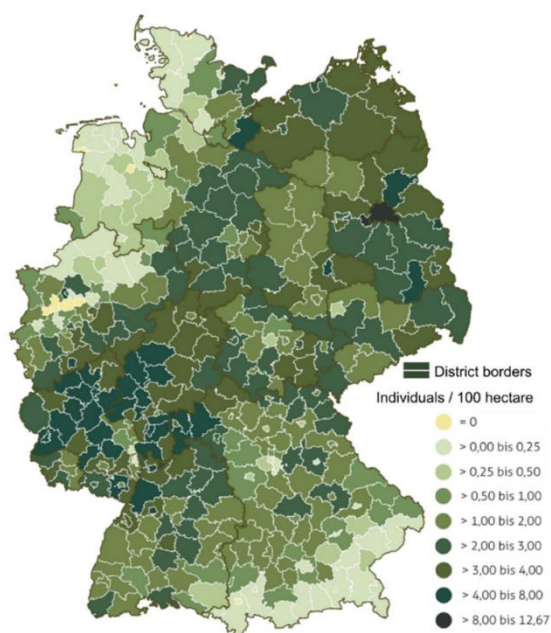 District borders
Individuals / 100 hectare
= 0
> 0,00 bis 0,25
> 0,25 bis 0,50
> 0,50 bis 1,00
> 1,00 bis 2,00
> 2,00 bis 3,00
> 3,00 bis 4,00
> 4,00 bis 8,00
> 8,00 bis 12,67